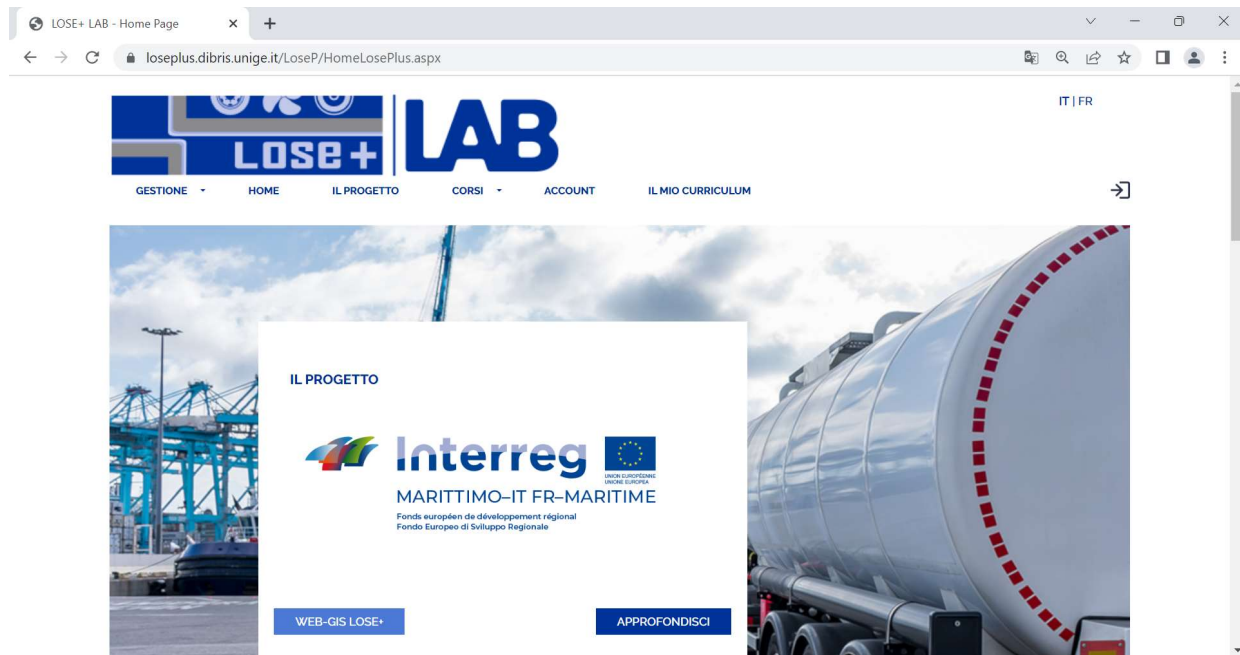 LOSE+ LAB - Home Page
loseplus.dibris.unige.it/LoseP/HomeLosePlus.aspx
IT | FR
LOSE+ LAB
GESTIONE HOME IL PROGETTO CORSI ACCOUNT IL MIO CURRICULUM
IL PROGETTO
Interreg
UNION EUROPÉENNE
UNIONE EUROPEA
MARITTIMO–IT FR–MARITIME
Fonds européen de développement régional
Fondo Europeo di Sviluppo Regionale
WEB-GIS LOSE+ APPROFONDISCI